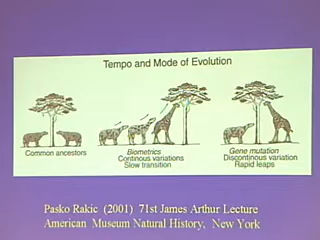 Tempo and Mode of Evolution
Common ancestors
Biometrics
Continous variations
Slow transition
Gene mutation
Discontinous variation
Rapid leaps
Pasko Rakic (2001) 71st James Arthur Lecture
American Museum Natural History, New York